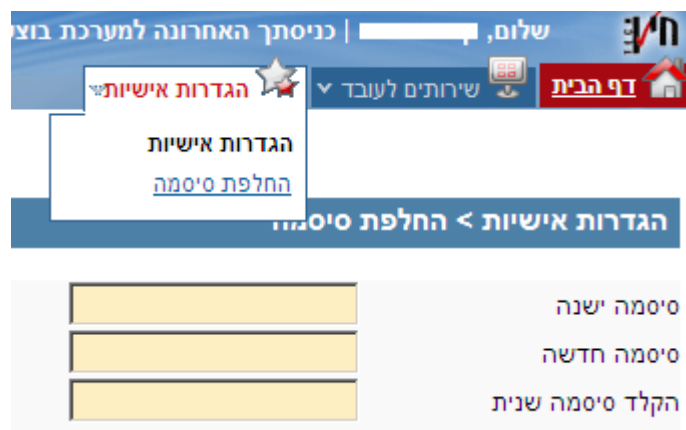 שלום, | כניסתך האחרונה למערכת בוצע
דף הבית
שירותים לעובד
הגדרות אישיות
הגדרות אישיות
החלפת סיסמה
הגדרות אישיות > החלפת סיסמה
סיסמה ישנה
סיסמה חדשה
הקלד סיסמה שנית